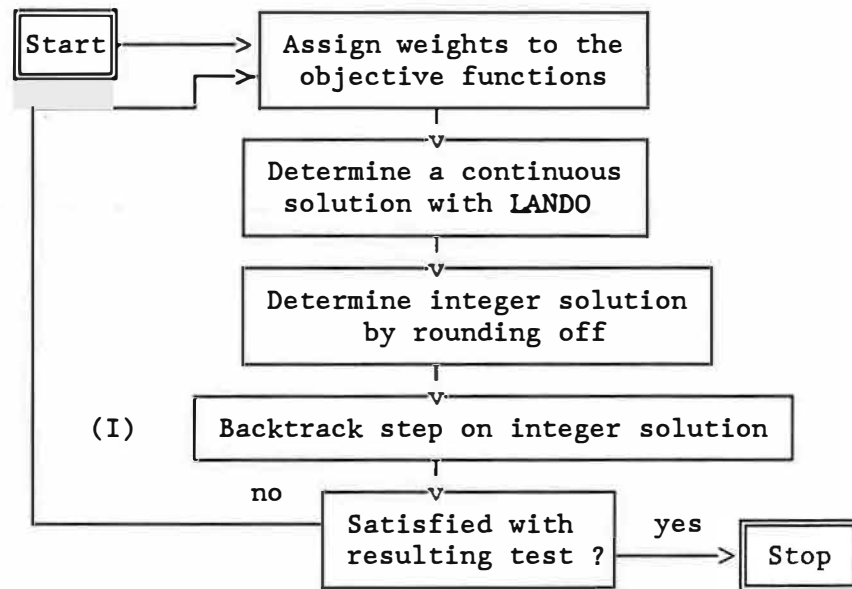 Start
Assign weights to the
objective functions
Determine a continuous
solution with LANDO
Determine integer solution
by rounding off
(I)
Backtrack step on integer solution
no
Satisfied with
resulting test ?
yes
Stop